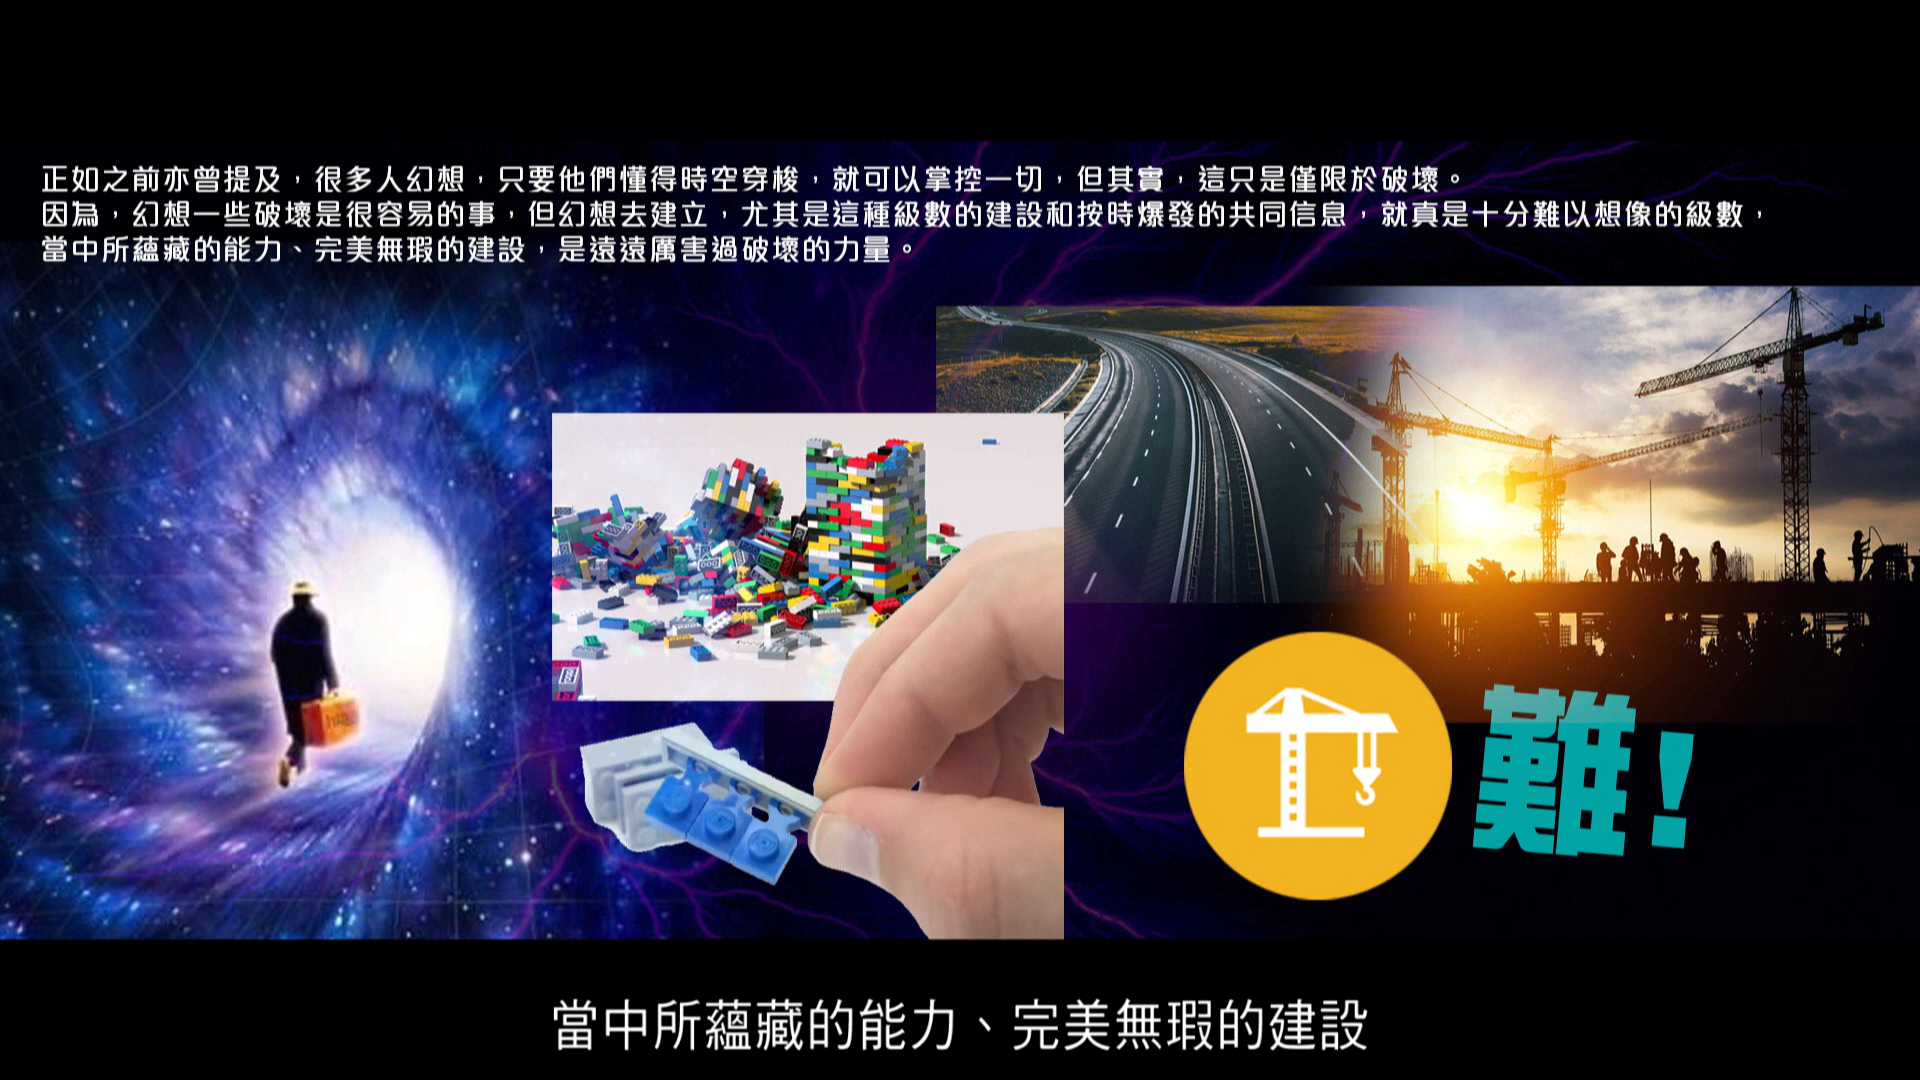 正如之前亦曾提及，很多人幻想，只要他們懂得時空穿梭，就可以掌控一切，但其實，這只是僅限於破壞。
因為，幻想一些破壞是很容易的事，但幻想去建立，尤其是這種級數的建設和按時爆發的共同信息，就真是十分難以想像的級數，
當中所蘊藏的能力、完美無瑕的建設，是遠遠厲害過破壞的力量。
難！
當中所蘊藏的能力、完美無瑕的建設